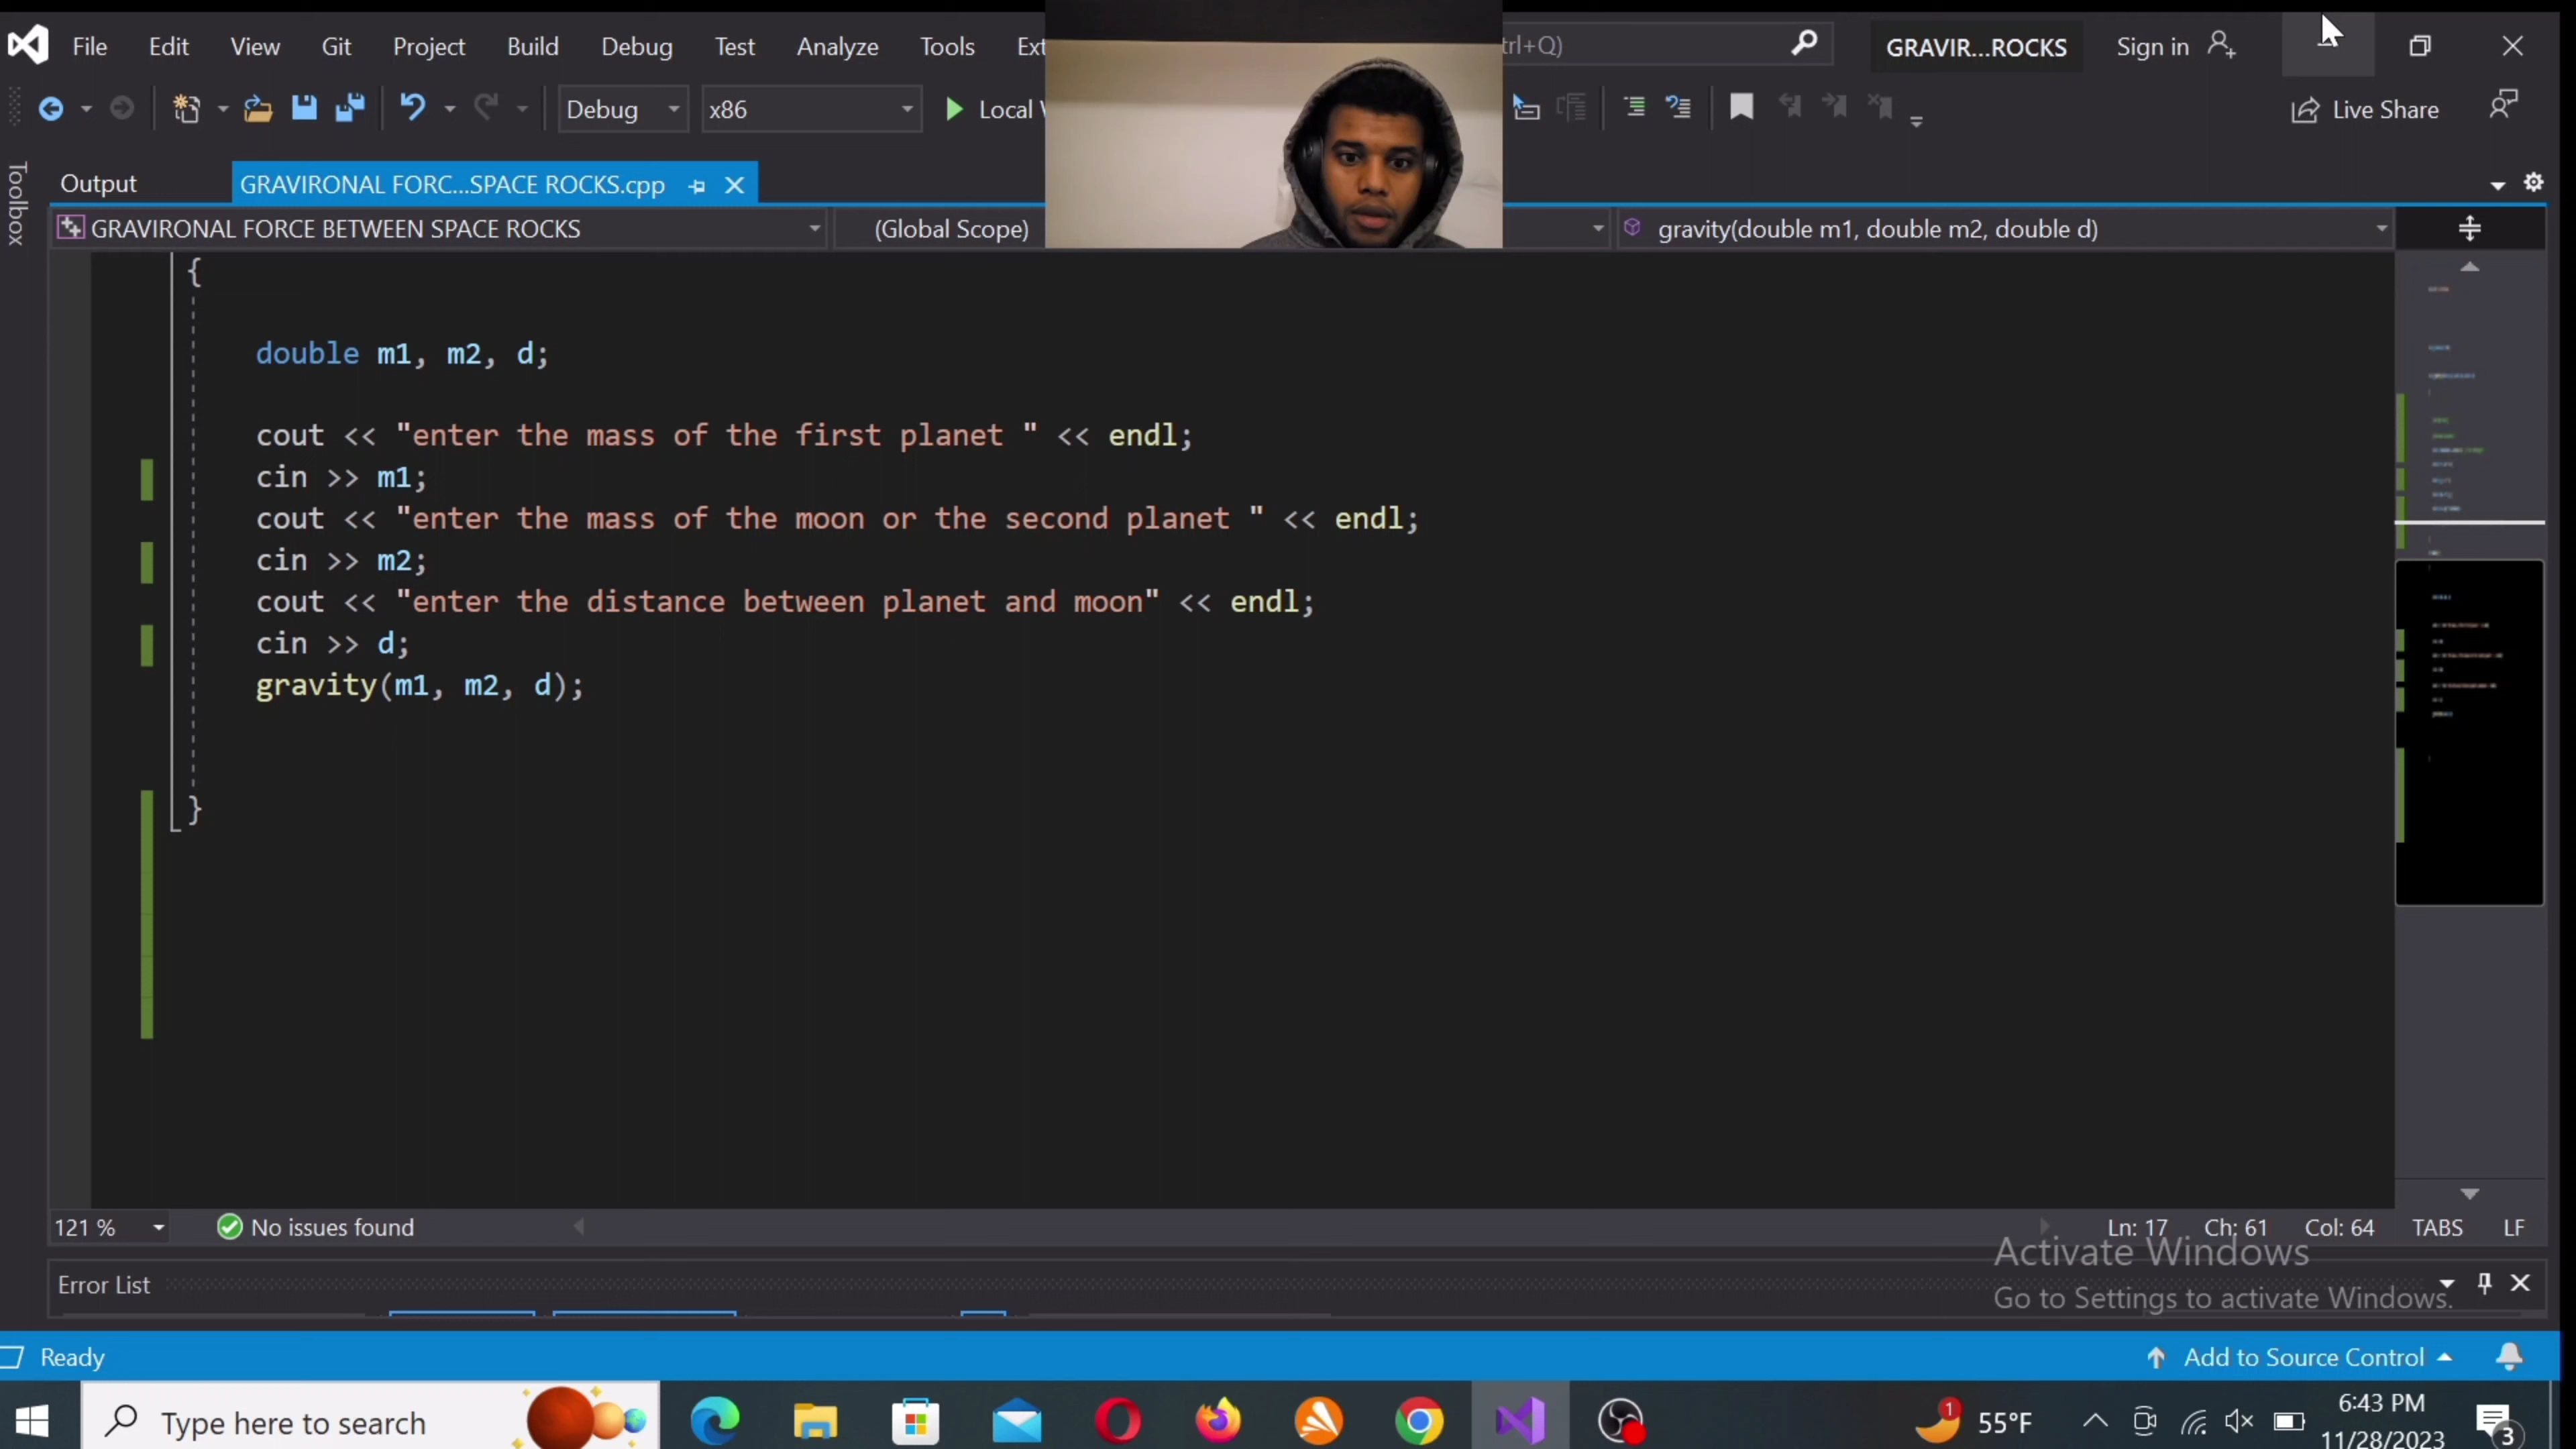 File Edit View Git Project Build Debug Test Analyze Tools Ext trl+Q) GRAVIR...ROCKS Sign in
Debug x86 Local W Live Share
Toolbox
Output GRAVIRONAL FORC...SPACE ROCKS.cpp
GRAVIRONAL FORCE BETWEEN SPACE ROCKS (Global Scope) gravity(double m1, double m2, double d)
{
double m1, m2, d;
cout << "enter the mass of the first planet " << endl;
cin >> m1;
cout << "enter the mass of the moon or the second planet " << endl;
cin >> m2;
cout << "enter the distance between planet and moon" << endl;
cin >> d;
gravity(m1, m2, d);
}
121 % No issues found Ln: 17 Ch: 61 Col: 64 TABS LF
Activate Windows
Go to Settings to activate Windows.
Error List
Ready Add to Source Control
Type here to search 1 55°F 6:43 PM
11/28/2023 3